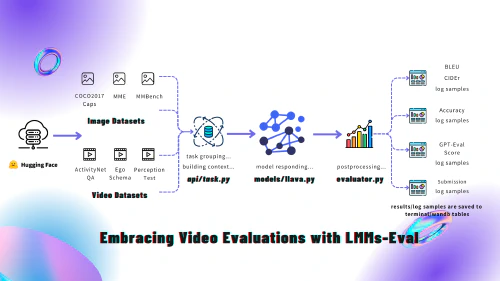 COCO2017
Caps
MME
MMBench
Image Datasets
Hugging Face
ActivityNet
QA
Ego
Schema
Perception
Test
Video Datasets
task grouping...
building context...
api/task.py
model responding...
models/llava.py
postprocessing...
evaluator.py
BLEU
CIDEr
log samples
Accuracy
log samples
GPT-Eval
Score
log samples
Submission
log samples
results/log samples are saved to
terminal/wandb tables
Embracing Video Evaluations with LMMs-Eval